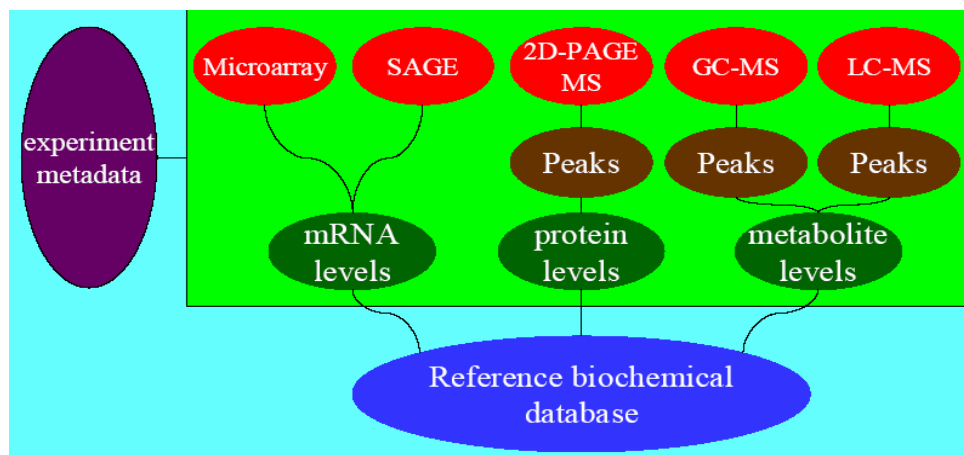 Microarray
SAGE
2D-PAGE
MS
GC-MS
LC-MS
experiment
metadata
Peaks
Peaks
Peaks
mRNA
levels
protein
levels
metabolite
levels
Reference biochemical
database